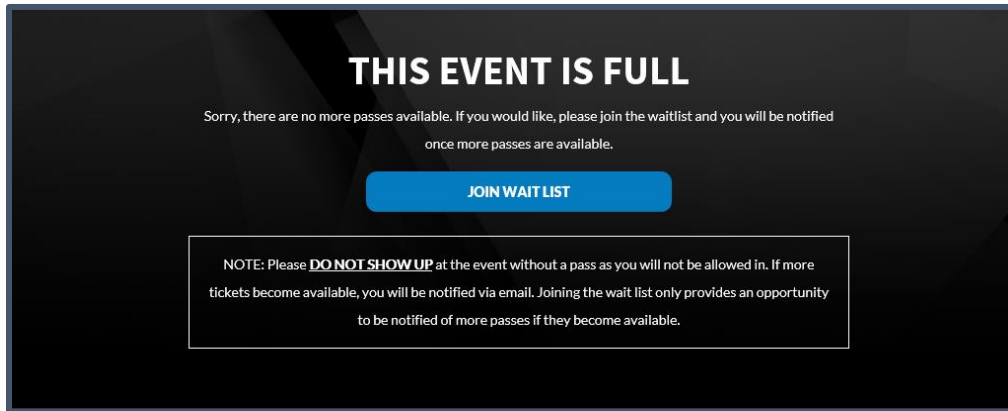 THIS EVENT IS FULL
Sorry, there are no more passes available. If you would like, please join the waitlist and you will be notified
once more passes are available.
JOIN WAIT LIST
NOTE: Please DO NOT SHOW UP at the event without a pass as you will not be allowed in. If more
tickets become available, you will be notified via email. Joining the wait list only provides an opportunity
to be notified of more passes if they become available.